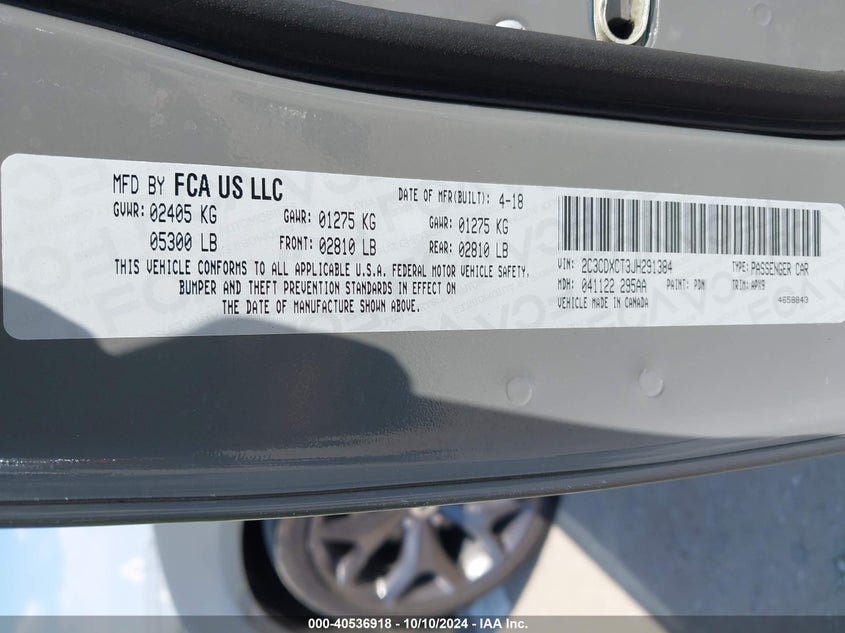 MFD BY FCA US LLC DATE OF MFR(BUILT): 4-18
GVWR: 02405 KG GAWR: 01275 KG GAWR: 01275 KG
05300 LB FRONT: 02810 LB REAR: 02810 LB
THIS VEHICLE CONFORMS TO ALL APPLICABLE U.S.A. FEDERAL MOTOR VEHICLE SAFETY,
BUMPER AND THEFT PREVENTION STANDARDS IN EFFECT ON
THE DATE OF MANUFACTURE SHOWN ABOVE.
VIN: 2C3CDXCT3JH291384 TYPE: PASSENGER CAR
MDH: 041122 295AA PAINT: PDN TRIM: APX9
VEHICLE MADE IN CANADA 4658843
000-40536918 - 10/10/2024 - IAA Inc.